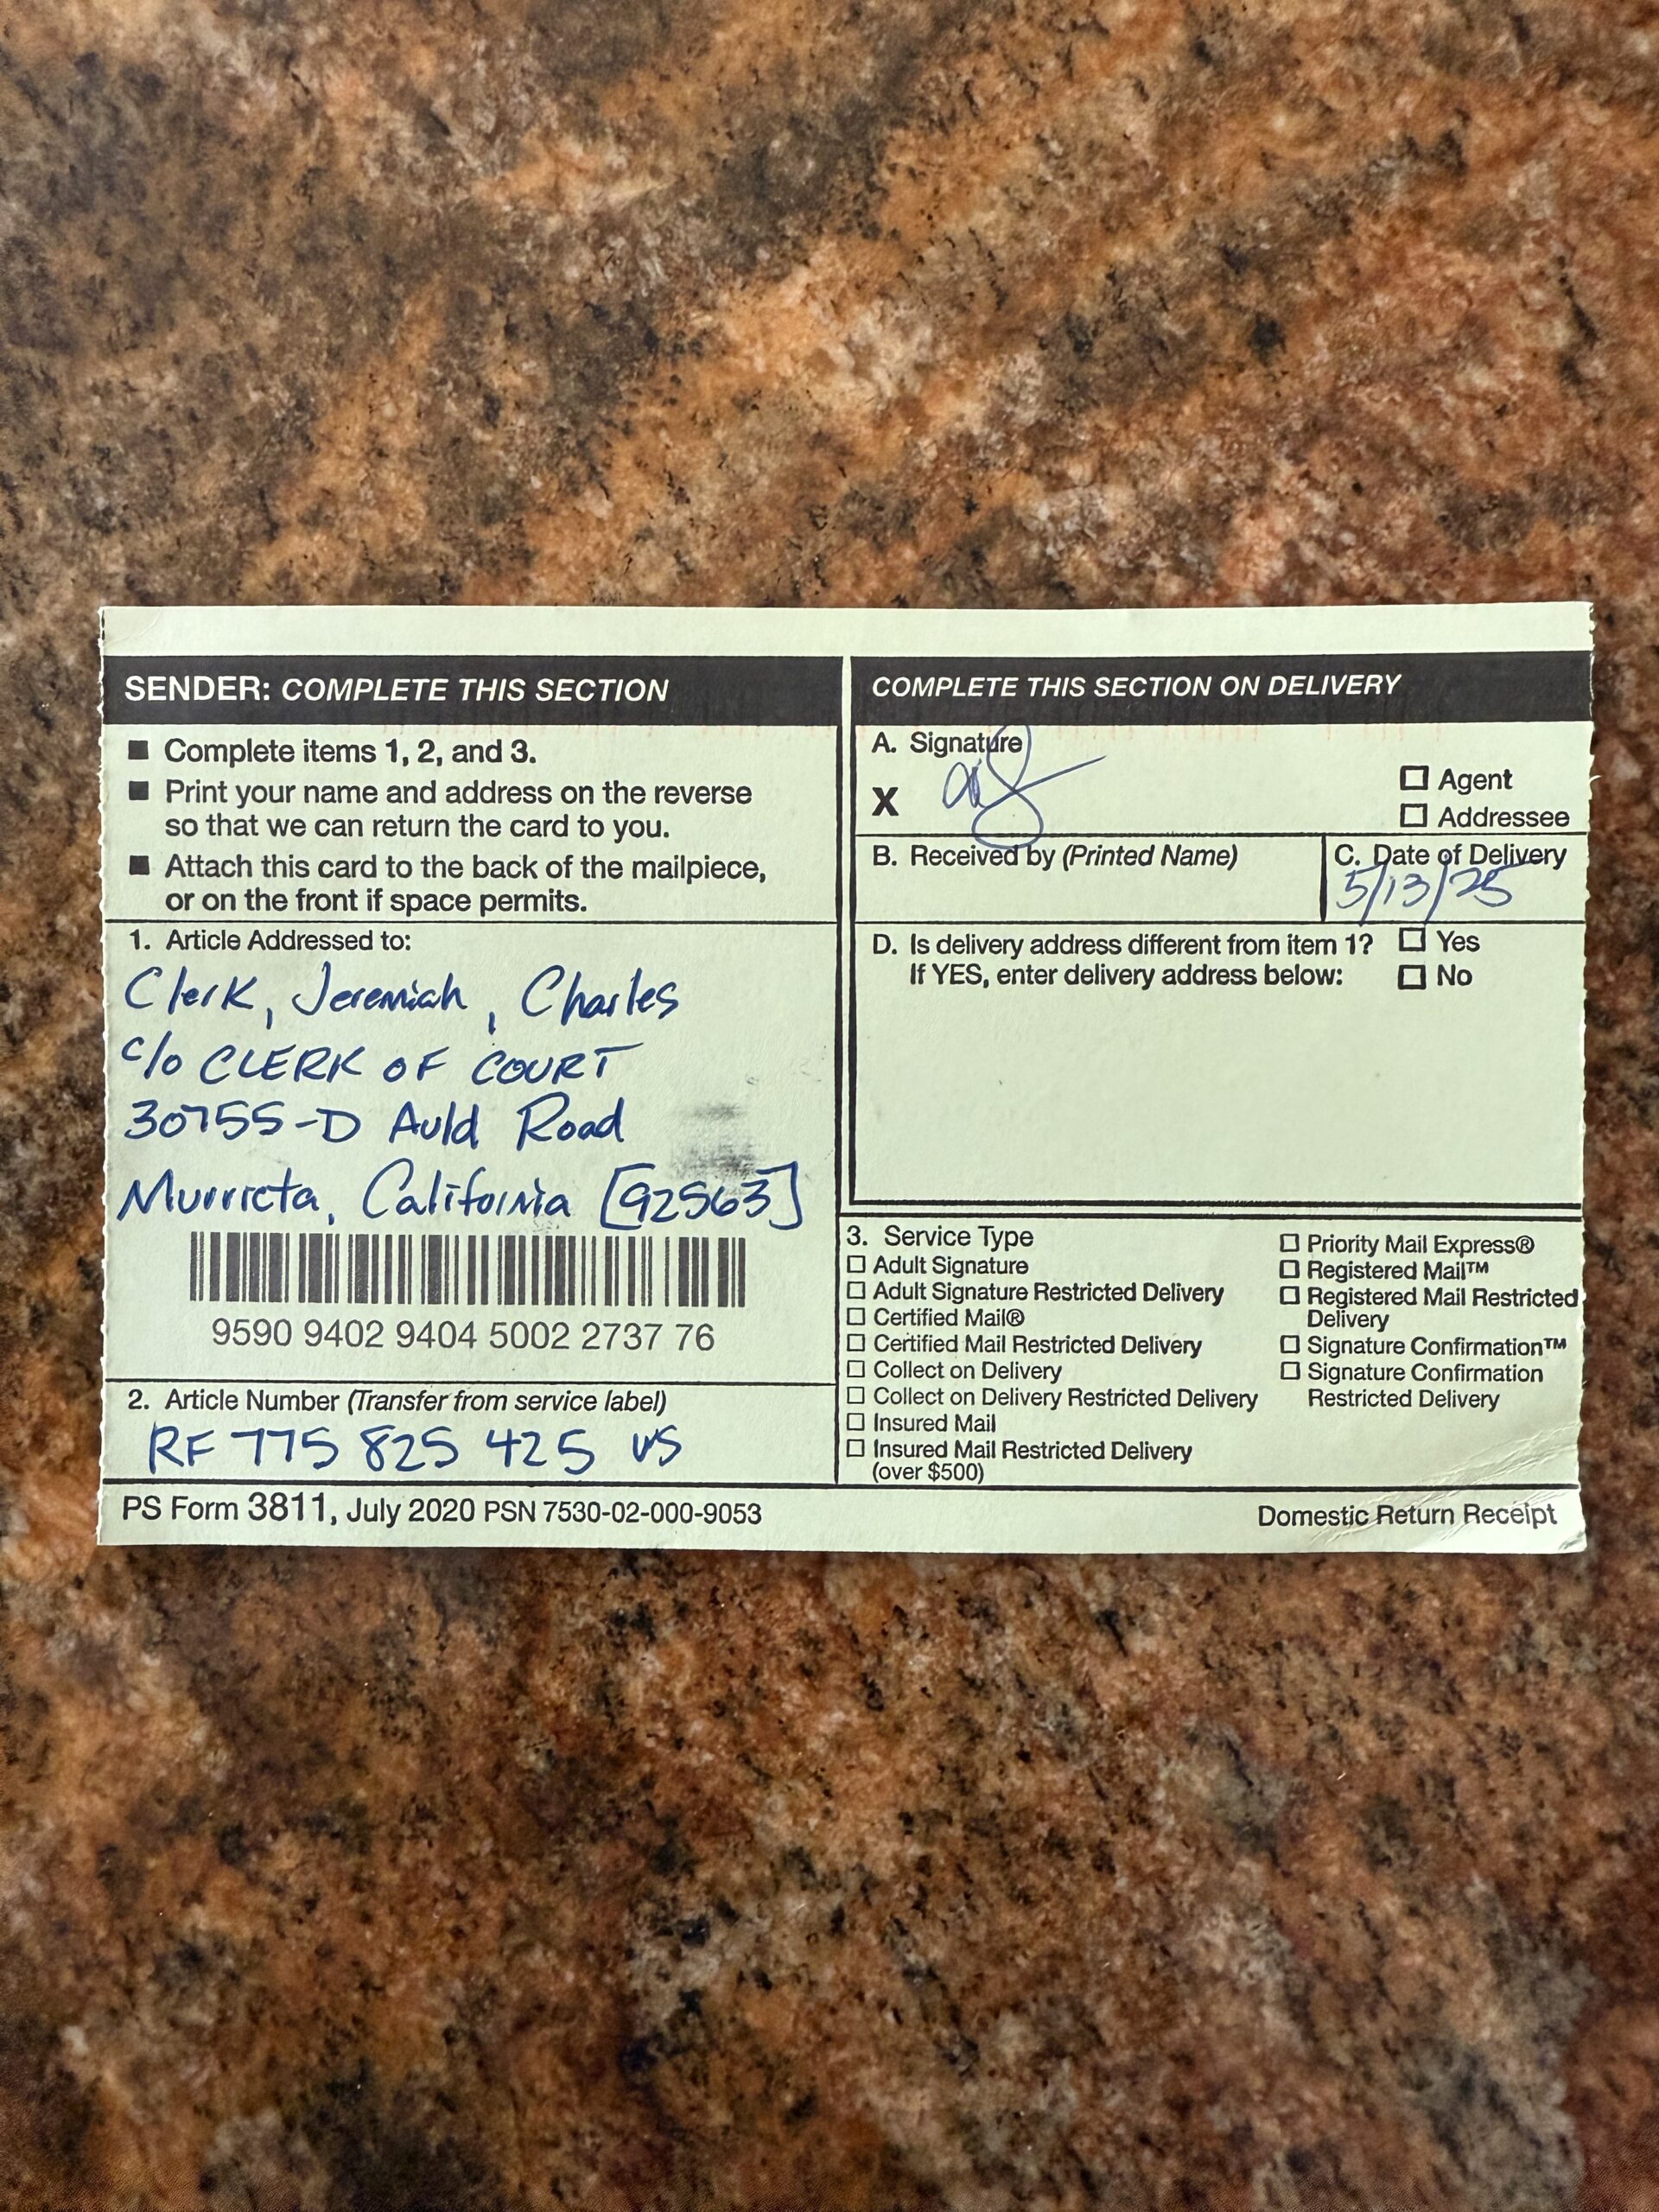 SENDER: COMPLETE THIS SECTION
■ Complete items 1, 2, and 3.
■ Print your name and address on the reverse
so that we can return the card to you.
■ Attach this card to the back of the mailpiece,
or on the front if space permits.
1. Article Addressed to:
Clerk, Jeremiah, Charles
c/o CLERK OF COURT
30755-D Auld Road
Murrieta, California [92563]
9590 9402 9404 5002 2737 76
2. Article Number (Transfer from service label)
RF 775 825 425 US
COMPLETE THIS SECTION ON DELIVERY
A. Signature
X
☐ Agent
☐ Addressee
B. Received by (Printed Name)
C. Date of Delivery
5/13/25
D. Is delivery address different from item 1? ☐ Yes
If YES, enter delivery address below: ☐ No
3. Service Type
☐ Adult Signature
☐ Adult Signature Restricted Delivery
☐ Certified Mail®
☐ Certified Mail Restricted Delivery
☐ Collect on Delivery
☐ Collect on Delivery Restricted Delivery
☐ Insured Mail
☐ Insured Mail Restricted Delivery
(over $500)
☐ Priority Mail Express®
☐ Registered Mail™
☐ Registered Mail Restricted
Delivery
☐ Signature Confirmation™
☐ Signature Confirmation
Restricted Delivery
PS Form 3811, July 2020 PSN 7530-02-000-9053
Domestic Return Receipt